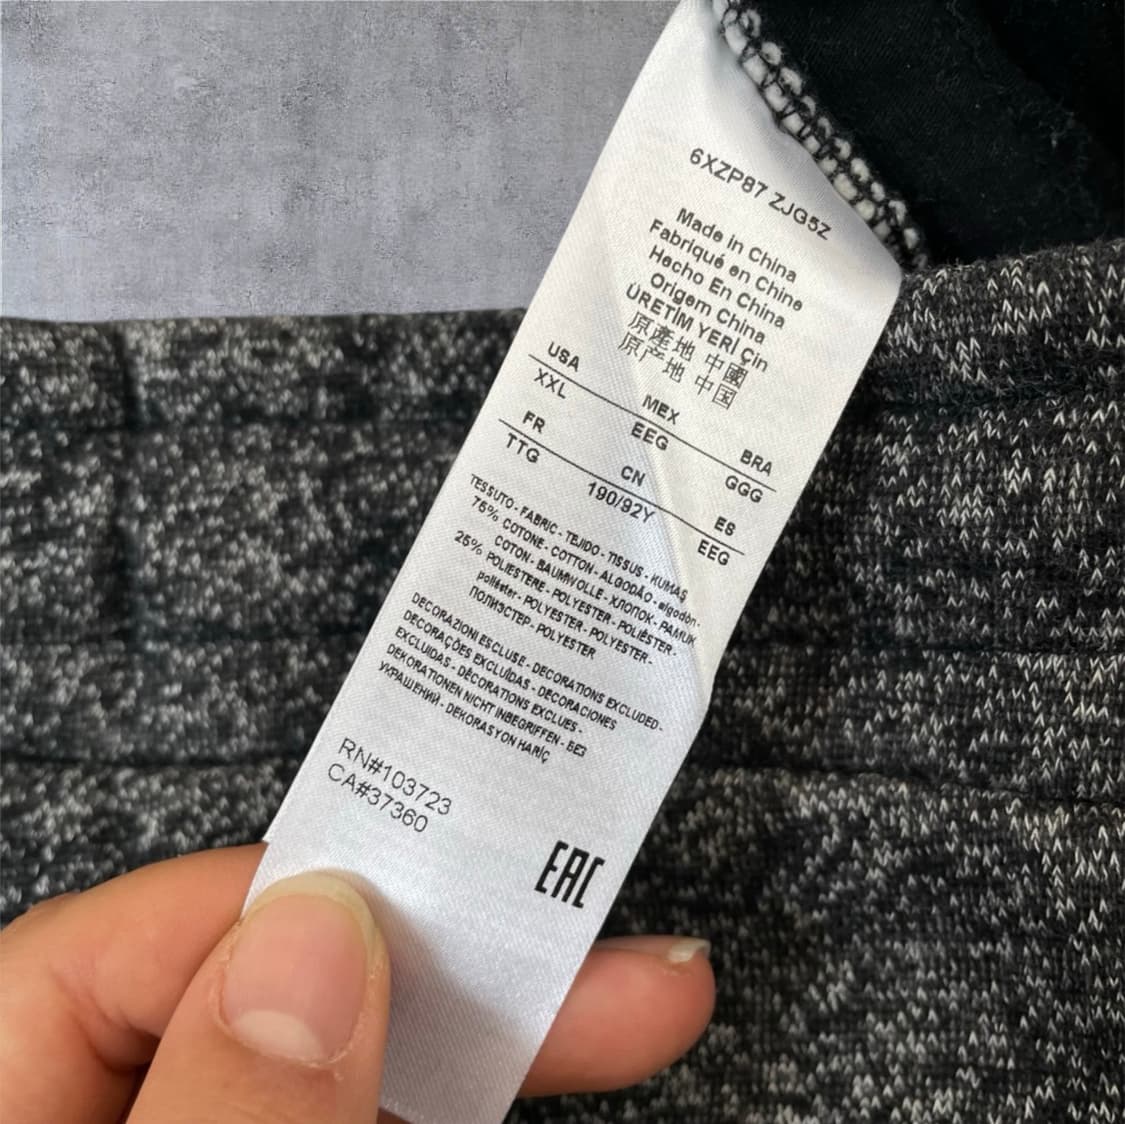 6XZP87 ZJG5Z
Made in China
Fabriqué en Chine
Hecho En China
Origem China
ÜRETİM YERİ Çin
原產地 中國
原产地 中国
USA MEX BRA
XXL EEG GGG
FR CN ES
TTG 190/92Y EEG
TESSUTO - FABRIC - TEJIDO - TISSUS - KUMAŞ
75% COTONE - COTTON - ALGODÃO - algodón -
COTON - BAUMWOLLE - ХЛОПОК - PAMUK
25% POLIESTERE - POLYESTER - POLIÉSTER -
poliéster - POLYESTER - POLYESTER -
ПОЛИЭСТЕР - POLYESTER
DECORAZIONI ESCLUSE - DECORATIONS EXCLUDED -
DECORAÇÕES EXCLUÍDAS - DECORACIONES
EXCLUIDAS - DÉCORATIONS EXCLUES -
DEKORATIONEN NICHT INBEGRIFFEN - БЕЗ
УКРАШЕНИЙ - DEKORASYON HARİÇ
RN#103723
CA#37360
EAC